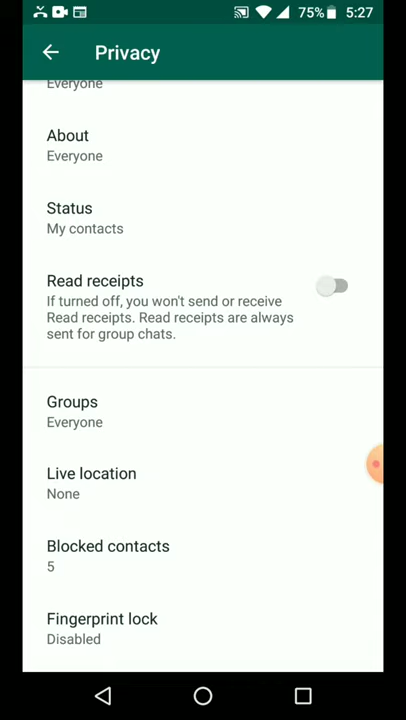 75% 5:27
Privacy
Everyone
About
Everyone
Status
My contacts
Read receipts
If turned off, you won't send or receive
Read receipts. Read receipts are always
sent for group chats.
Groups
Everyone
Live location
None
Blocked contacts
5
Fingerprint lock
Disabled